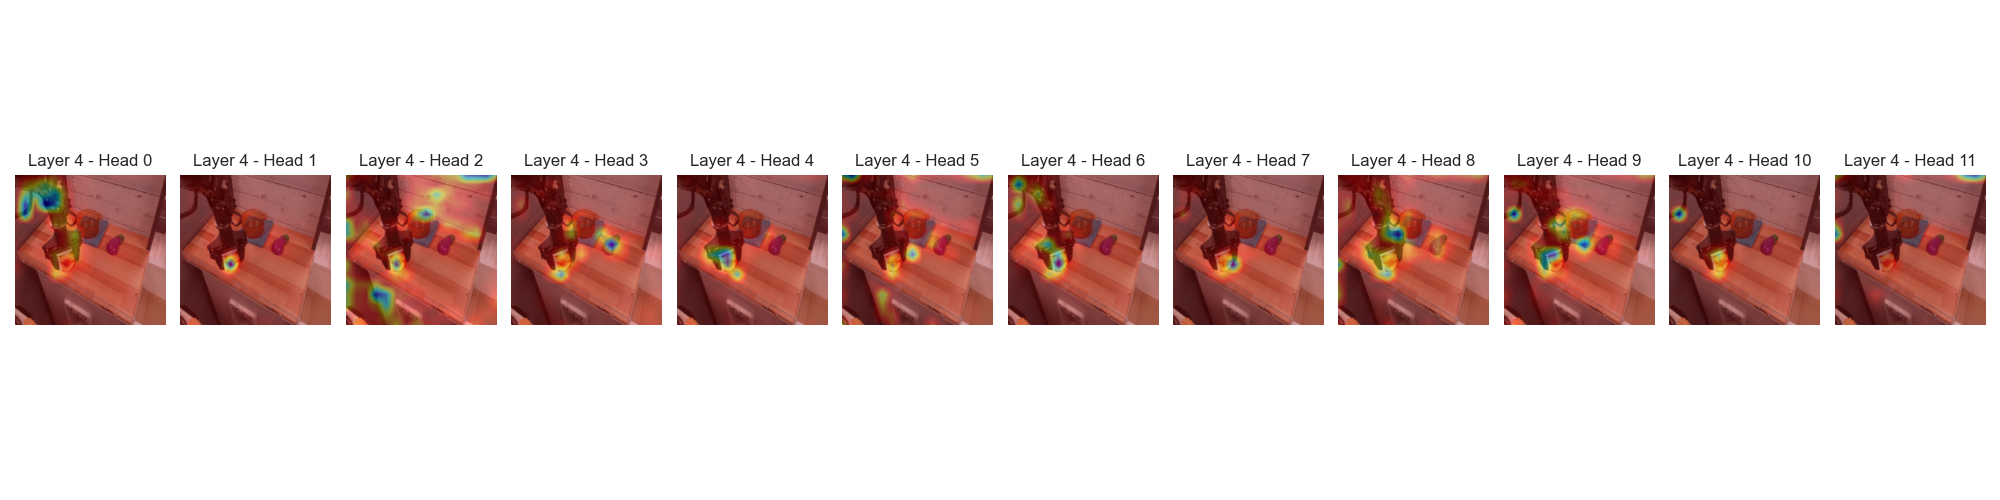 Layer 4 - Head 0
Layer 4 - Head 1
Layer 4 - Head 2
Layer 4 - Head 3
Layer 4 - Head 4
Layer 4 - Head 5
Layer 4 - Head 6
Layer 4 - Head 7
Layer 4 - Head 8
Layer 4 - Head 9
Layer 4 - Head 10
Layer 4 - Head 11